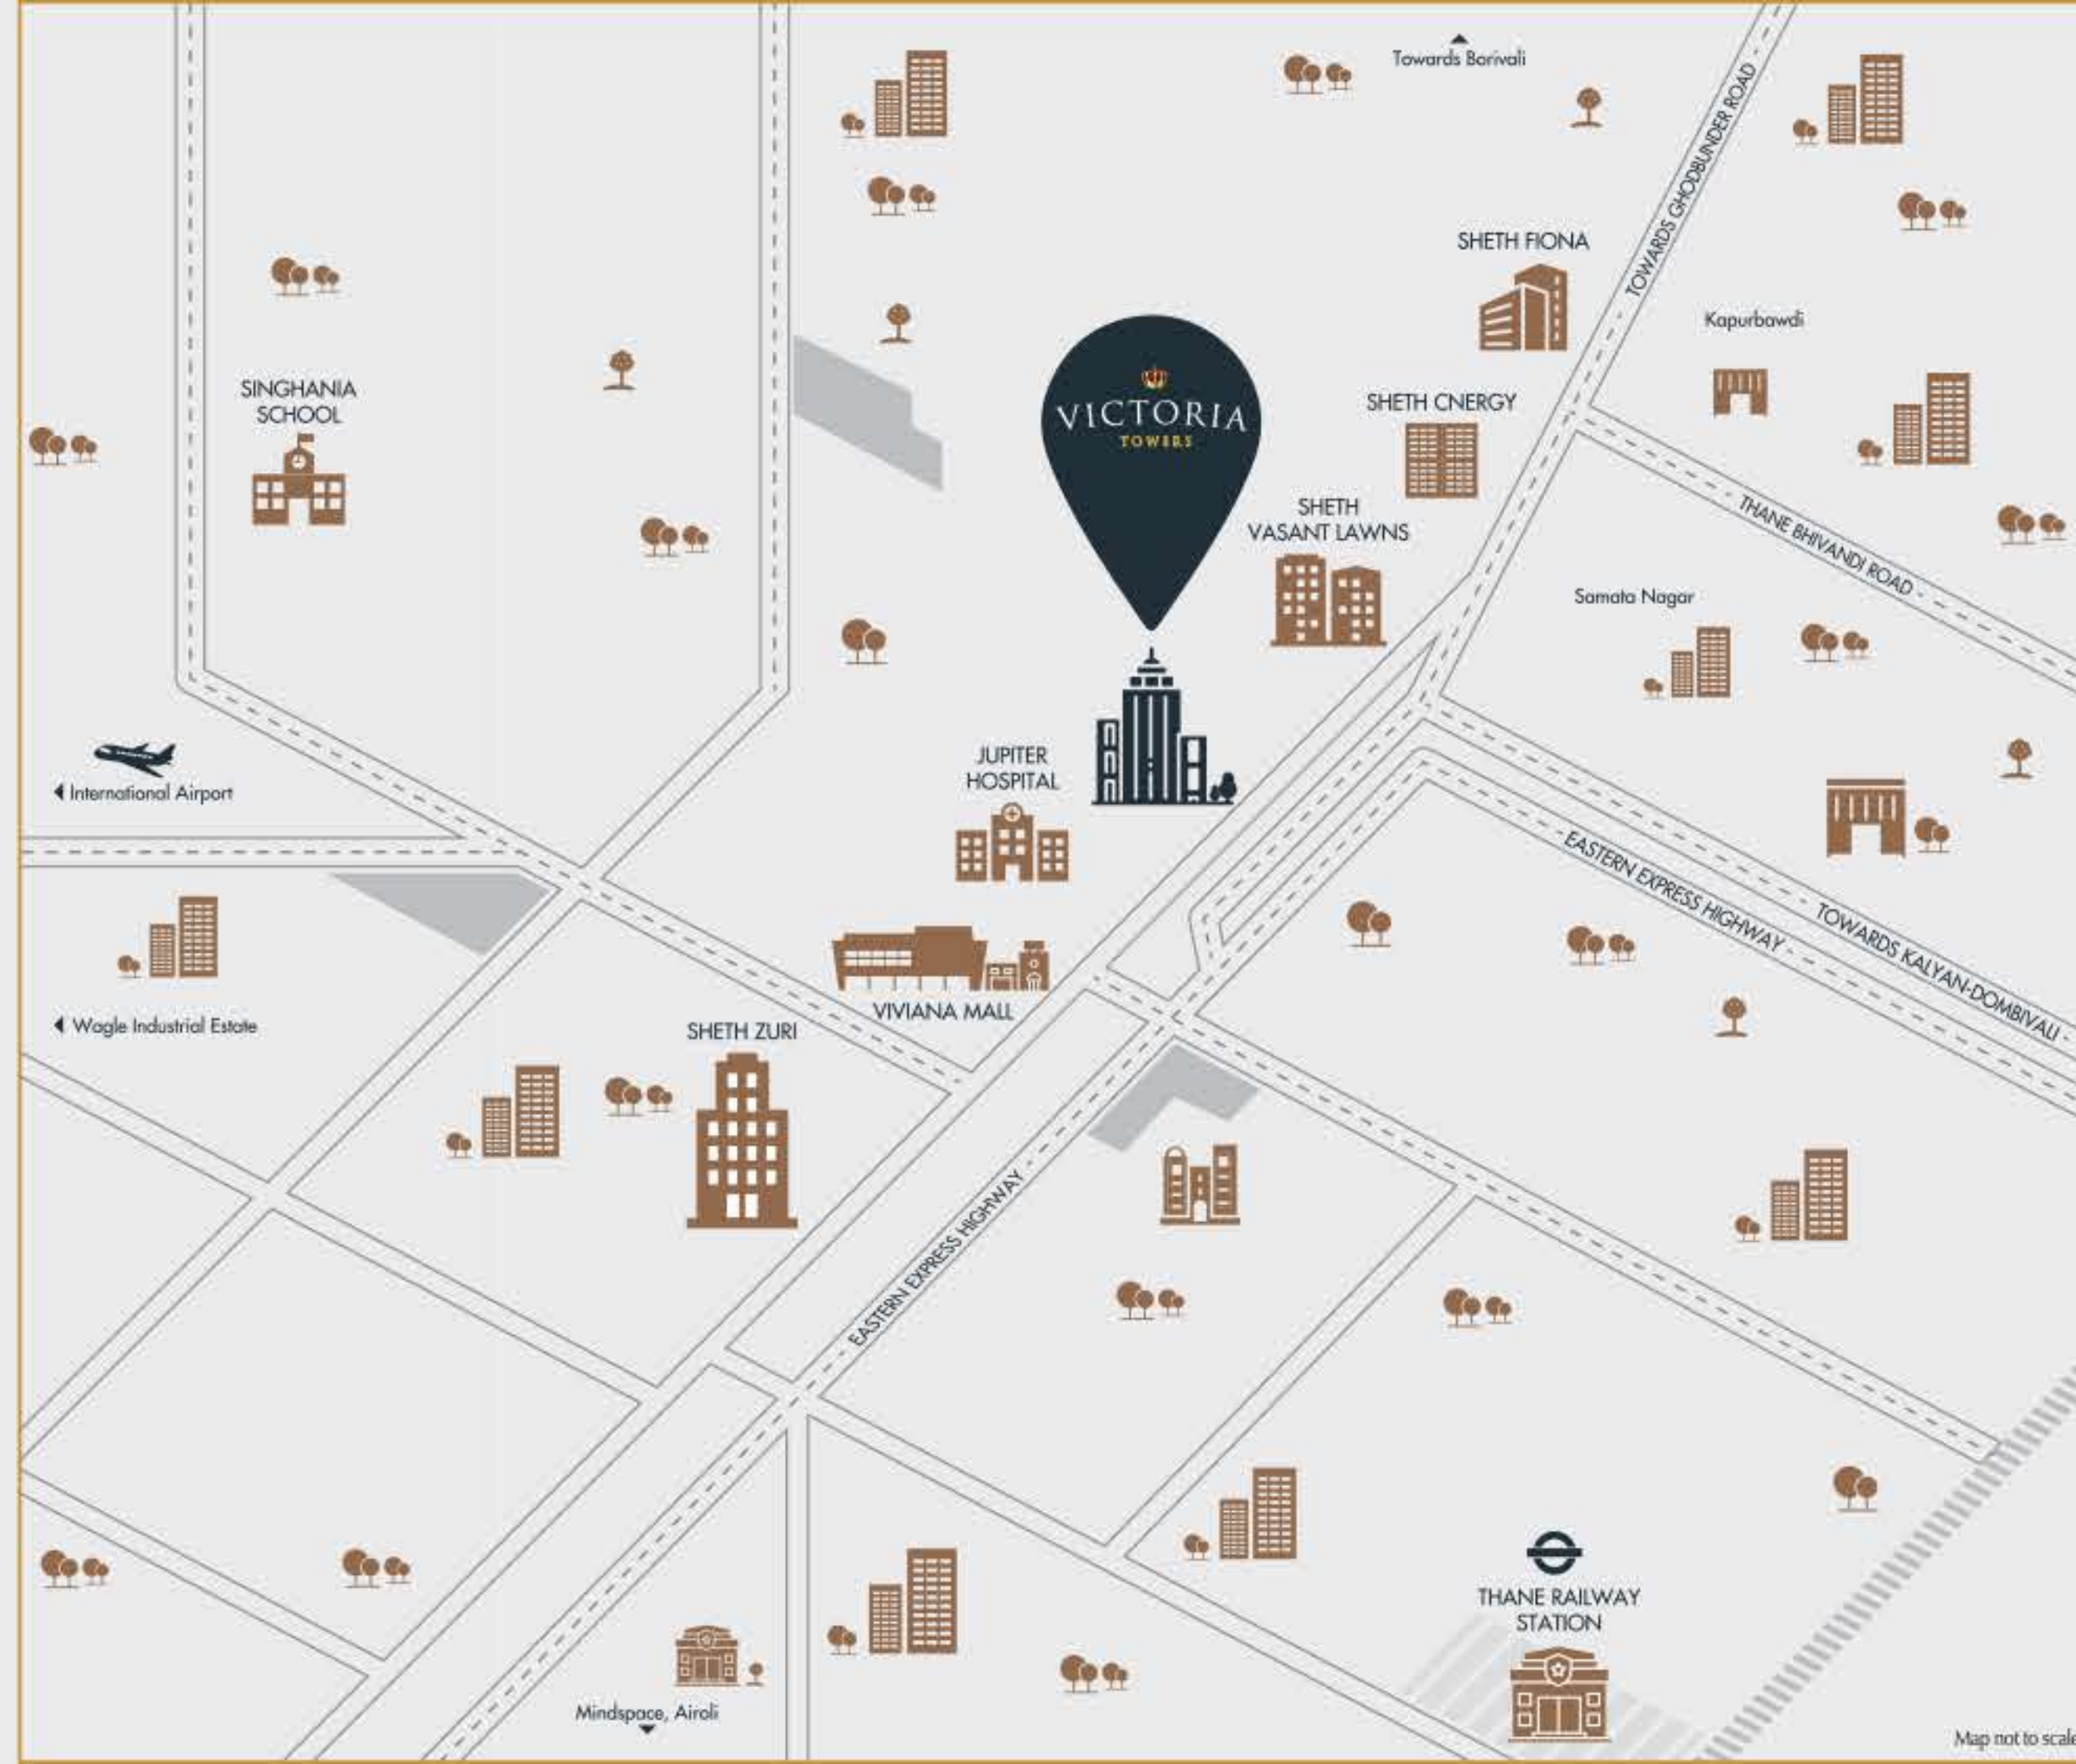 Towards Borivali
TOWARDS GHODBUNDER ROAD
SHETH FIONA
Kapurbawdi
SINGHANIA
SCHOOL
VICTORIA
TOWERS
SHETH CNERGY
SHETH
VASANT LAWNS
THANE BHIVANDI ROAD
Samata Nagar
JUPITER
HOSPITAL
International Airport
EASTERN EXPRESS HIGHWAY
TOWARDS KALYAN-DOMBIVALI
VIVIANA MALL
Wagle Industrial Estate
SHETH ZURI
EASTERN EXPRESS HIGHWAY
THANE RAILWAY
STATION
Mindspace, Airoli
Map not to scale